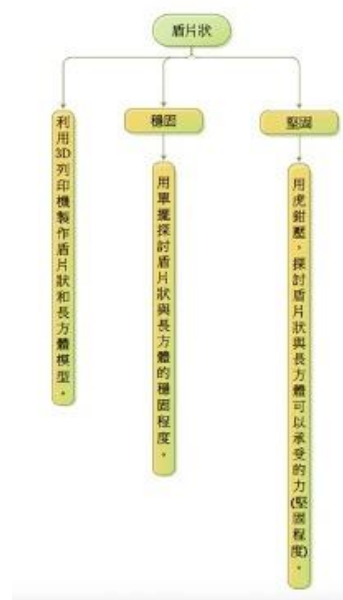 盾片狀
利用3D列印機製作盾片狀和長方體模型。
穩固
用單擺探討盾片狀與長方體的穩固程度。
堅固
用虎鉗壓，探討盾片狀與長方體可以承受的力(堅固程度)。